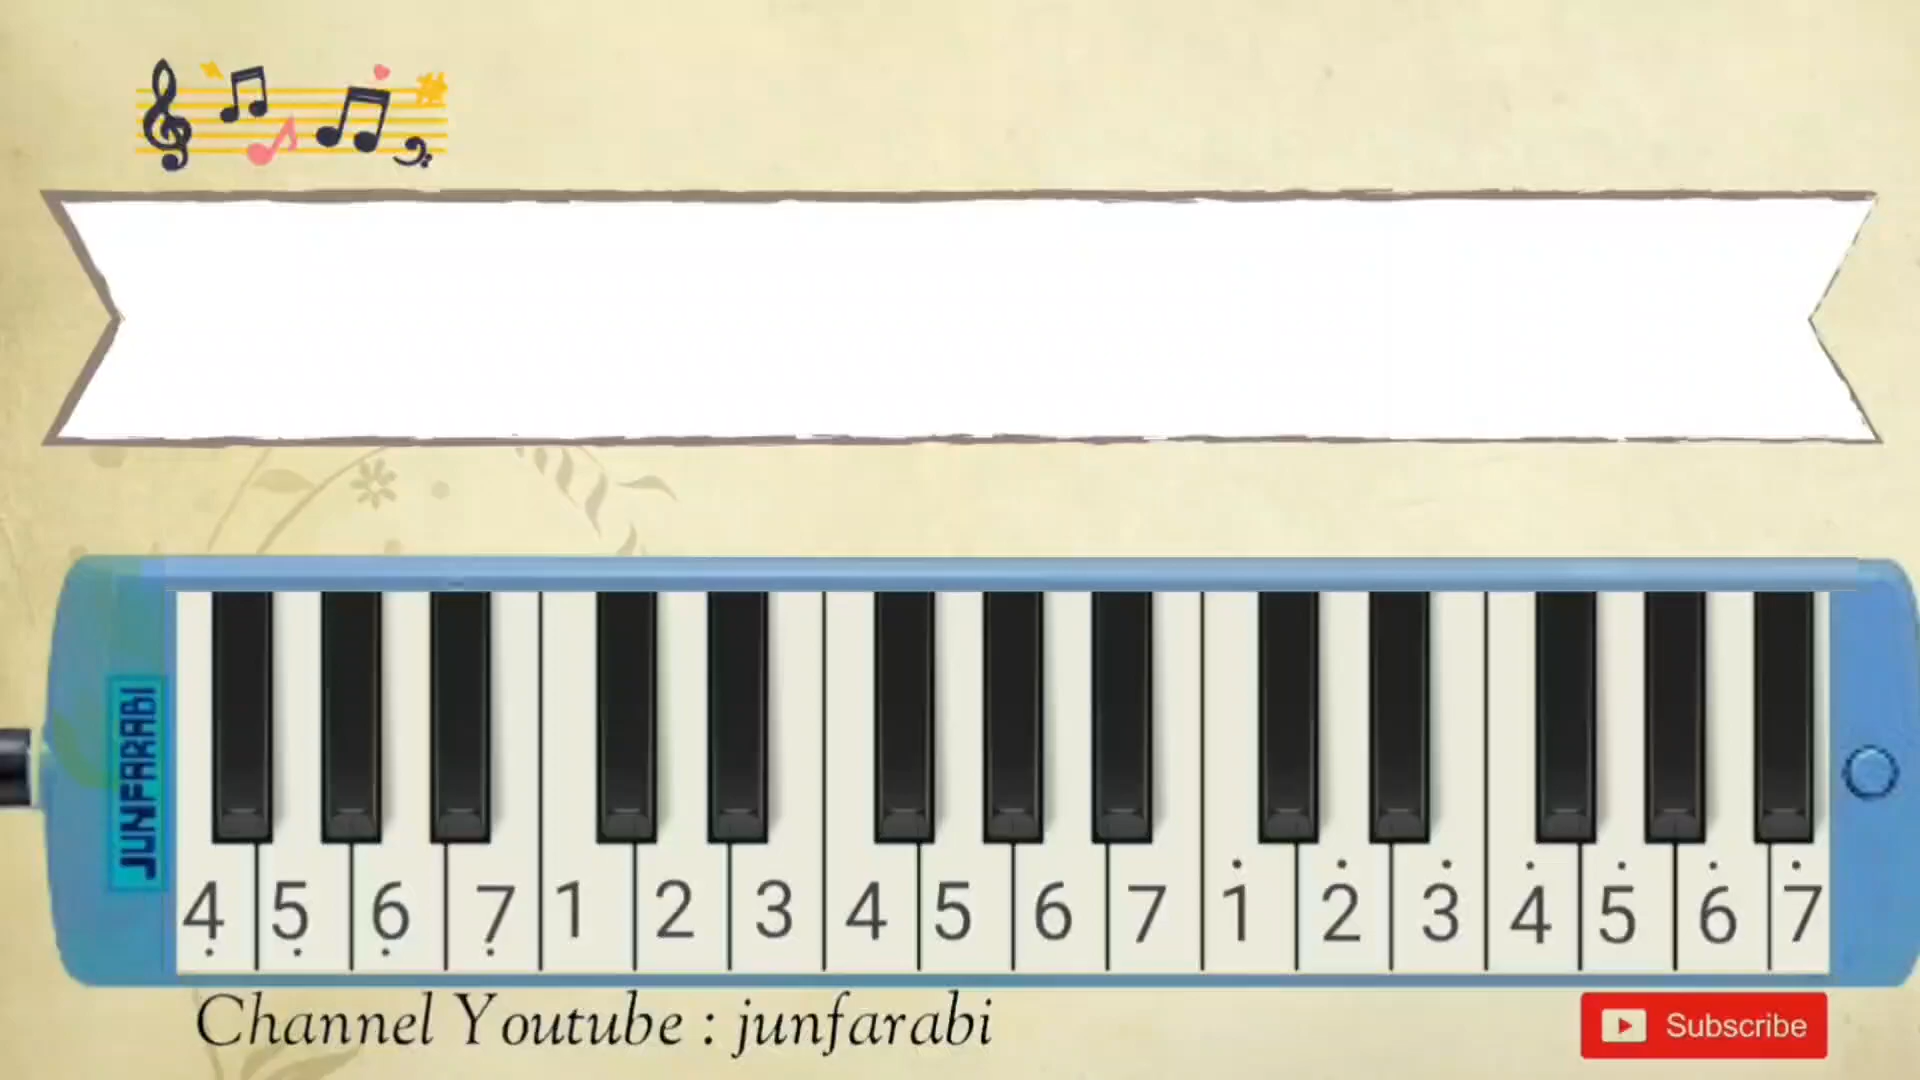 JUNFARABI
4̣ 5̣ 6̣ 7̣ 1 2 3 4 5 6 7 1̇ 2̇ 3̇ 4̇ 5̇ 6̇ 7̇
Channel Youtube : junfarabi
Subscribe